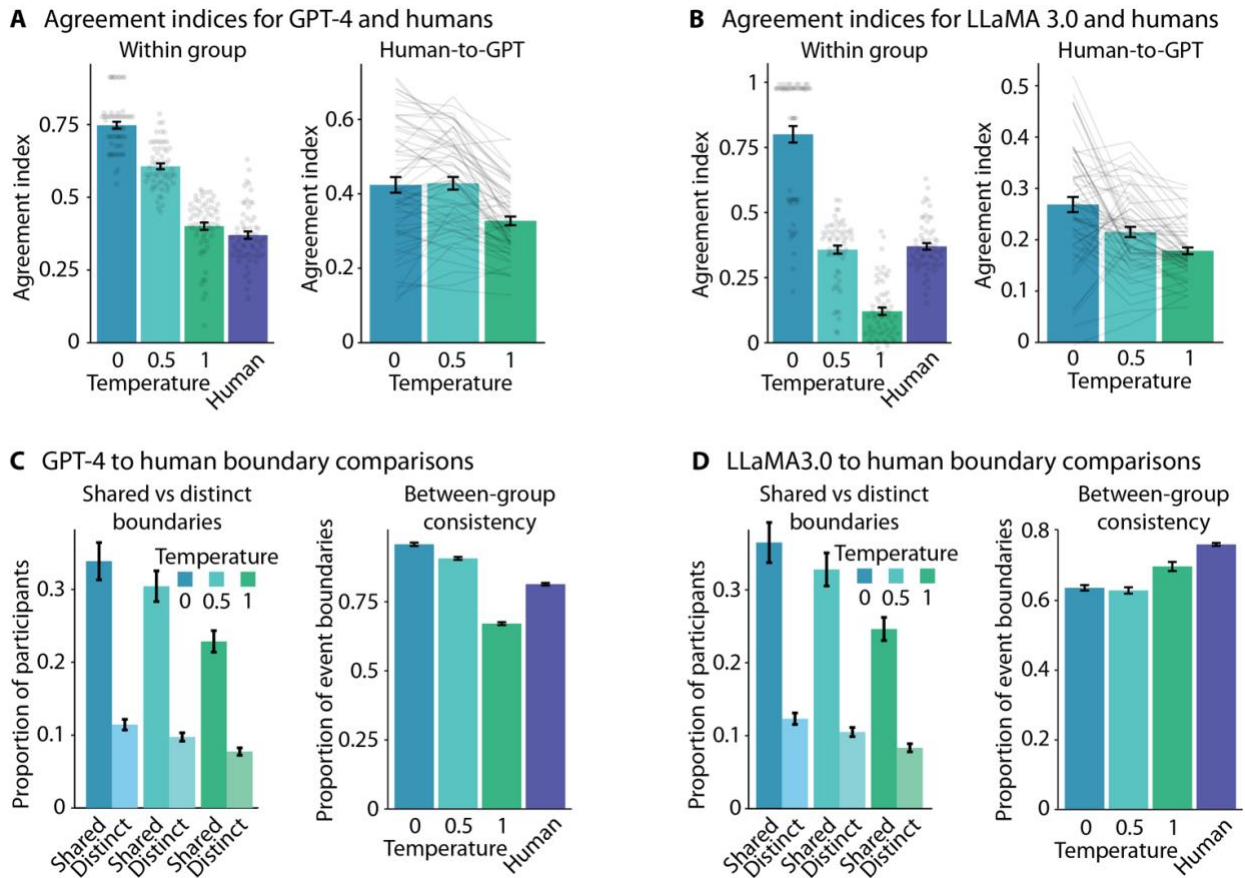 A Agreement indices for GPT-4 and humans
Within group
Agreement index
0.75
0.5
0.25
0
0 0.5 1 Human
Temperature
Human-to-GPT
Agreement index
0.6
0.4
0.2
0
0 0.5 1
Temperature
B Agreement indices for LLaMA 3.0 and humans
Within group
Agreement index
1
0.75
0.5
0.25
0
0 0.5 1 Human
Temperature
Human-to-GPT
Agreement index
0.5
0.4
0.3
0.2
0.1
0
0 0.5 1
Temperature
C GPT-4 to human boundary comparisons
Shared vs distinct
boundaries
Temperature
0 0.5 1
Proportion of participants
0.3
0.2
0.1
0
Shared Distinct Shared Distinct Shared Distinct
Between-group
consistency
Proportion of event boundaries
0.75
0.5
0.25
0
0 0.5 1 Human
Temperature
D LLaMA3.0 to human boundary comparisons
Shared vs distinct
boundaries
Temperature
0 0.5 1
Proportion of participants
0.3
0.2
0.1
0
Shared Distinct Shared Distinct Shared Distinct
Between-group
consistency
Proportion of event boundaries
0.8
0.6
0.4
0.2
0
0 0.5 1 Human
Temperature